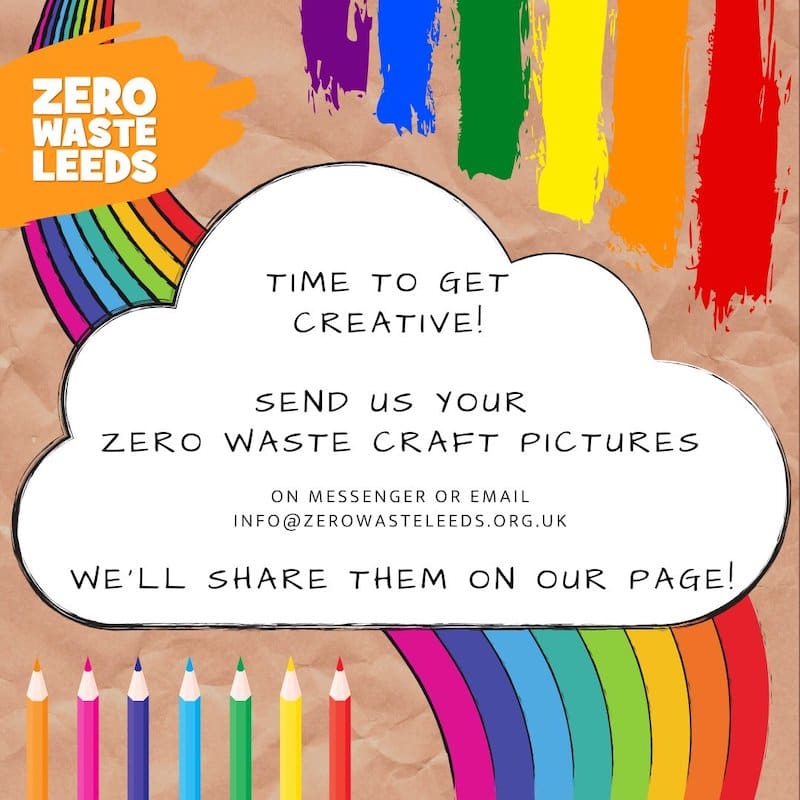 ZERO
WASTE
LEEDS
TIME TO GET
CREATIVE!
SEND US YOUR
ZERO WASTE CRAFT PICTURES
ON MESSENGER OR EMAIL
INFO@ZEROWASTELEEDS.ORG.UK
WE'LL SHARE THEM ON OUR PAGE!